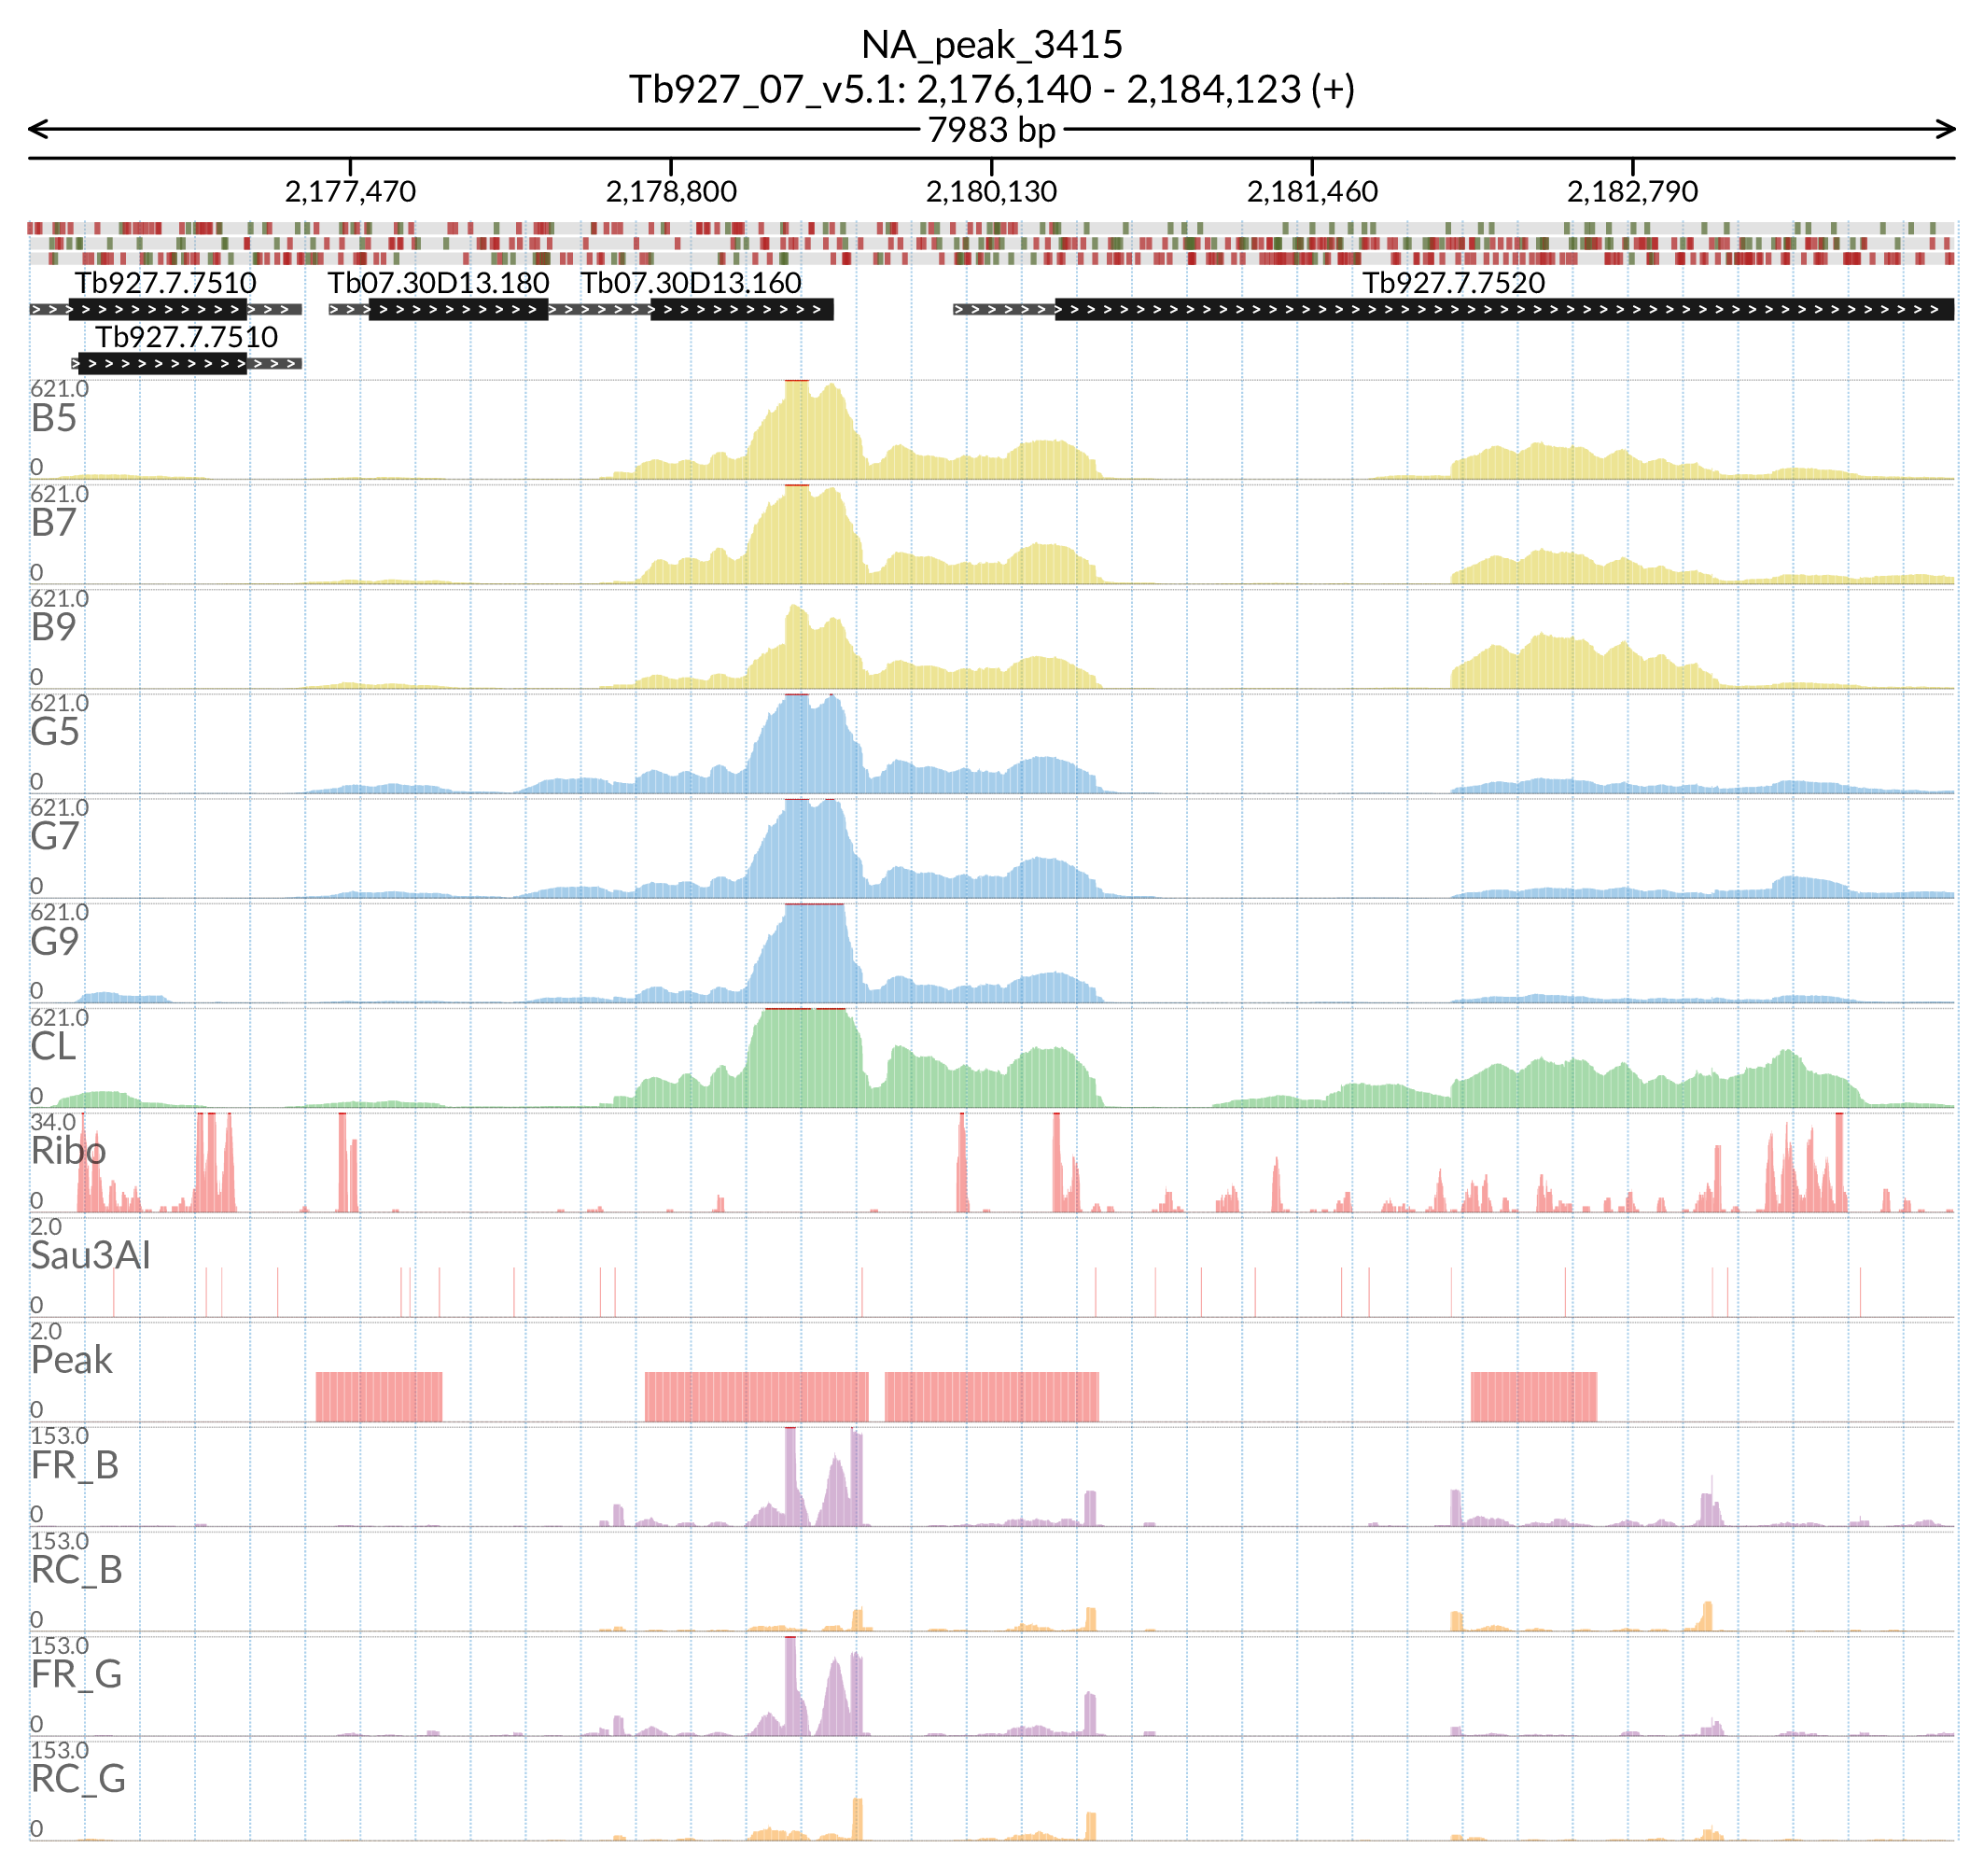 NA_peak_3415
Tb927_07_v5.1: 2,176,140 - 2,184,123 (+)
7983 bp
2,177,470 2,178,800 2,180,130 2,181,460 2,182,790
Tb927.7.7510 Tb07.30D13.180 Tb07.30D13.160 Tb927.7.7520
Tb927.7.7510
621.0
B5
0
621.0
B7
0
621.0
B9
0
621.0
G5
0
621.0
G7
0
621.0
G9
0
621.0
CL
0
34.0
Ribo
0
2.0
Sau3AI
0
2.0
Peak
0
153.0
FR_B
0
153.0
RC_B
0
153.0
FR_G
0
153.0
RC_G
0